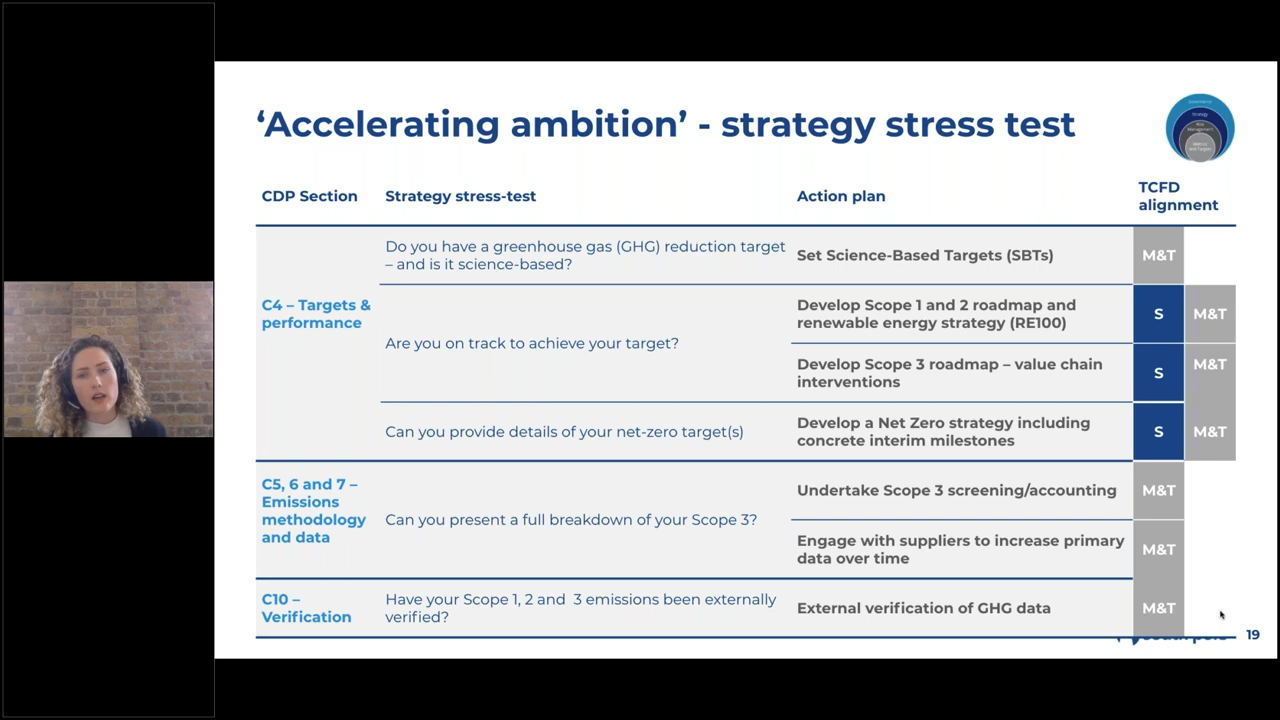 ‘Accelerating ambition’ - strategy stress test
Strategy
CDP Section
Strategy stress-test
Action plan
TCFD
alignment
C4 – Targets &
performance
Do you have a greenhouse gas (GHG) reduction target
– and is it science-based?
Set Science-Based Targets (SBTs)
M&T
Are you on track to achieve your target?
Develop Scope 1 and 2 roadmap and
renewable energy strategy (RE100)
S
M&T
Develop Scope 3 roadmap – value chain
interventions
S
M&T
Can you provide details of your net-zero target(s)
Develop a Net Zero strategy including
concrete interim milestones
S
M&T
C5, 6 and 7 –
Emissions
methodology
and data
Can you present a full breakdown of your Scope 3?
Undertake Scope 3 screening/accounting
M&T
Engage with suppliers to increase primary
data over time
M&T
C10 –
Verification
Have your Scope 1, 2 and 3 emissions been externally
verified?
External verification of GHG data
M&T
19